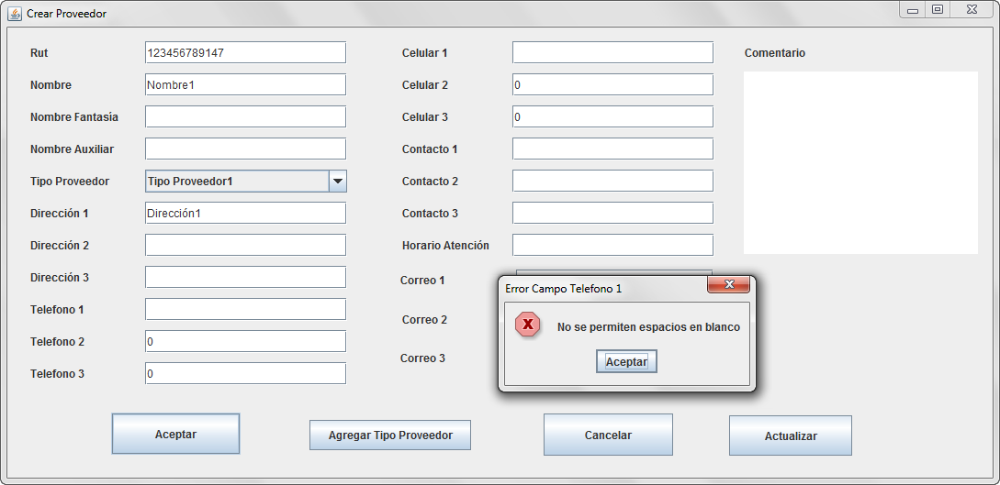 Crear Proveedor
Rut
123456789147
Nombre
Nombre1
Nombre Fantasía
Nombre Auxiliar
Tipo Proveedor
Tipo Proveedor1
Dirección 1
Dirección1
Dirección 2
Dirección 3
Telefono 1
Telefono 2
0
Telefono 3
0
Celular 1
Celular 2
0
Celular 3
0
Contacto 1
Contacto 2
Contacto 3
Horario Atención
Correo 1
Correo 2
Correo 3
Comentario
Error Campo Telefono 1
No se permiten espacios en blanco
Aceptar
Aceptar
Agregar Tipo Proveedor
Cancelar
Actualizar